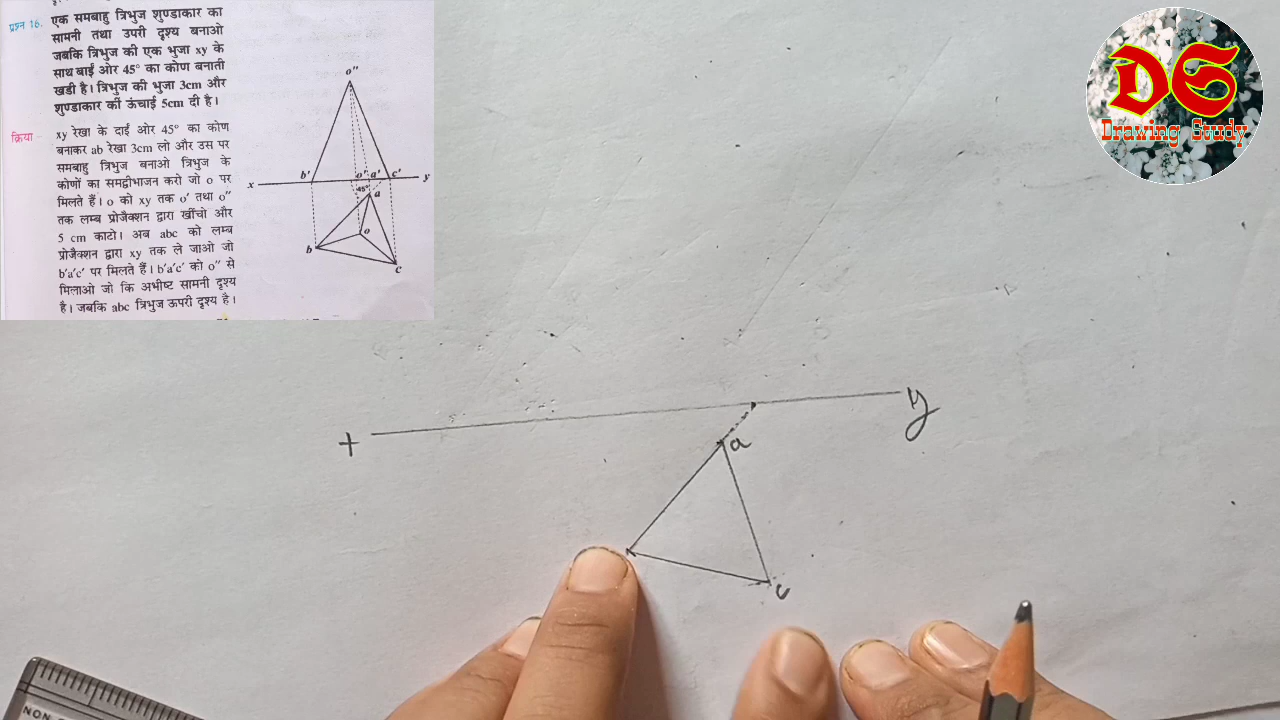 प्रश्न 16.
एक समबाहु त्रिभुज शुण्डाकार का
सामनी तथा उपरी दृश्य बनाओ
जबकि त्रिभुज की एक भुजा xy के
साथ बाईं ओर 45° का कोण बनाती
खड़ी है। त्रिभुज की भुजा 3cm और
शुण्डाकार की ऊंचाई 5cm दी है।
क्रिया –
xy रेखा के दाईं ओर 45° का कोण
बनाकर ab रेखा 3cm लो और उस पर
समबाहु त्रिभुज बनाओ त्रिभुज के
कोणों का समद्वीभाजन करो जो o पर
मिलते हैं। o को xy तक o' तथा o"
तक लम्ब प्रोजैक्शन द्वारा खींचो और
5 cm काटो। अब abc को लम्ब
प्रोजैक्शन द्वारा xy तक ले जाओ जो
b'a'c' पर मिलते हैं। b'a'c' को o" से
मिलाओ जो कि अभीष्ट सामनी दृश्य
है। जबकि abc त्रिभुज ऊपरी दृश्य है।
o"
x b' o' a' c' y
45°
a
o
b
c
DS
Drawing Study
x y
a
c
NON